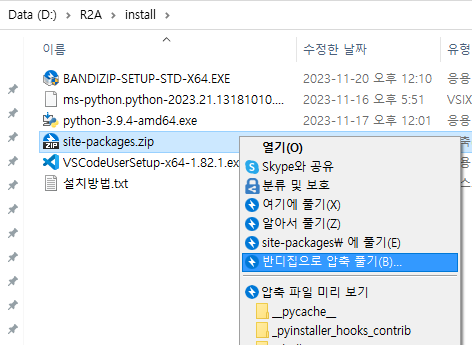 Data (D:) > R2A > install
이름
수정한 날짜
유형
BANDIZIP-SETUP-STD-X64.EXE
2023-11-20 오후 12:10
응용
ms-python.python-2023.21.13181010....
2023-11-16 오후 5:51
VSIX
python-3.9.4-amd64.exe
2023-11-17 오후 12:01
응용
site-packages.zip
VSCodeUserSetup-x64-1.82.1.ex
설치방법.txt
열기(O)
Skype와 공유
분류 및 보호
여기에 풀기(X)
알아서 풀기(Z)
site-packages₩ 에 풀기(E)
반디집으로 압축 풀기(B)...
압축 파일 미리 보기
__pycache__
_pyinstaller_hooks_contrib